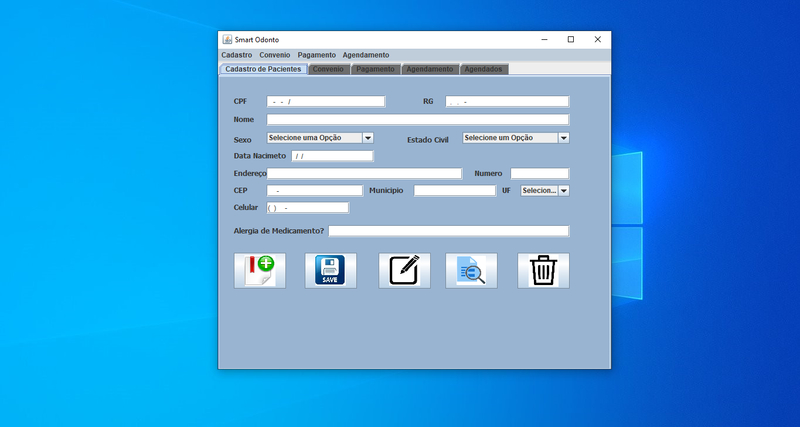 Smart Odonto
Cadastro Convenio Pagamento Agendamento
Cadastro de Pacientes Convenio Pagamento Agendamento Agendados
CPF - - / RG . . -
Nome
Sexo Selecione uma Opção Estado Civil Selecione um Opção
Data Nacimeto / /
Endereço Numero
CEP - Municipio UF Selecion...
Celular ( ) -
Alergia de Medicamento?
SAVE